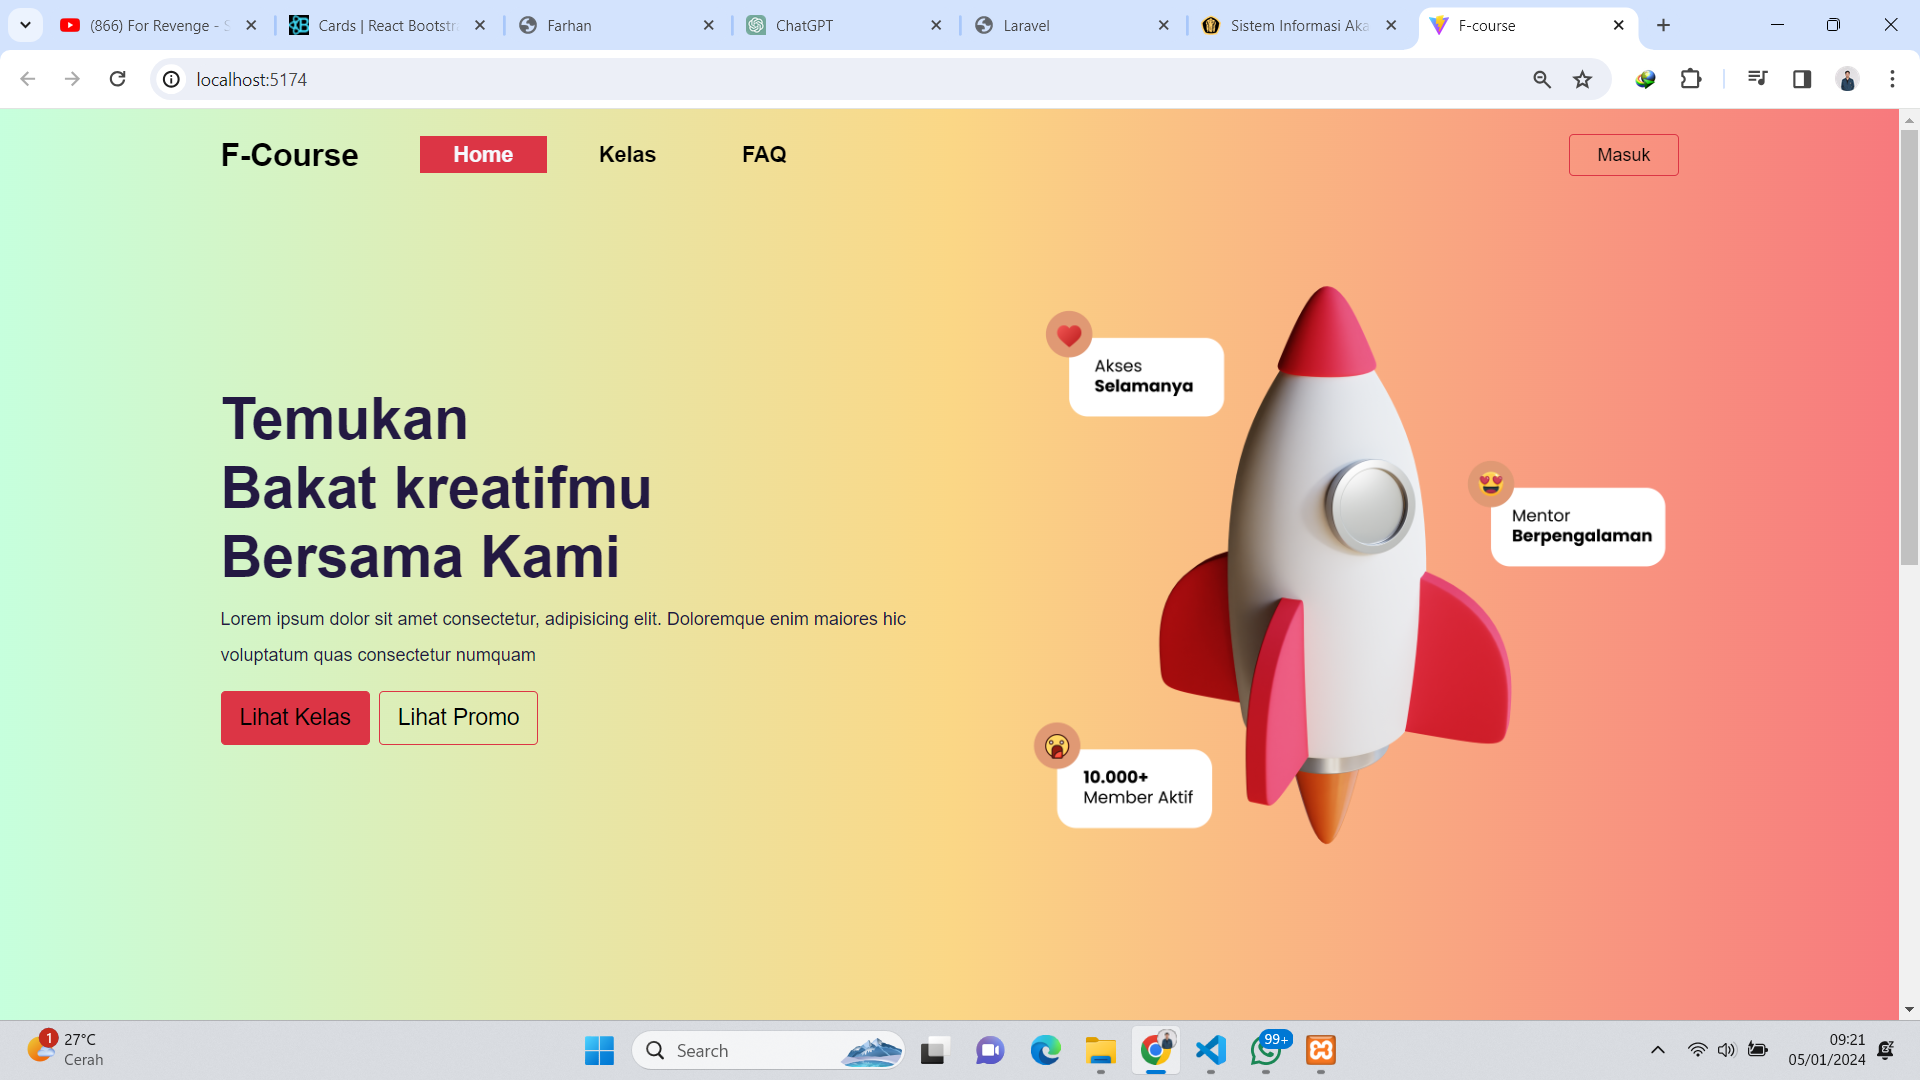 (866) For Revenge - S
Cards | React Bootstr
Farhan
ChatGPT
Laravel
Sistem Informasi Aka
F-course
localhost:5174
F-Course
Home
Kelas
FAQ
Masuk
Akses
Selamanya
Temukan
Bakat kreatifmu
Bersama Kami
Mentor
Berpengalaman
Lorem ipsum dolor sit amet consectetur, adipisicing elit. Doloremque enim maiores hic
voluptatum quas consectetur numquam
Lihat Kelas
Lihat Promo
10.000+
Member Aktif
1
27°C
Cerah
Search
99+
09:21
05/01/2024